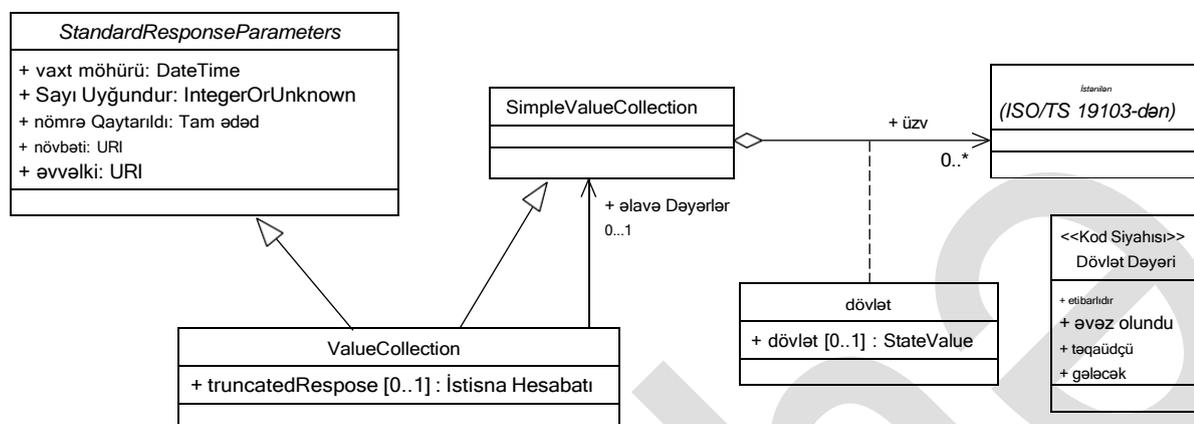 StandardResponseParameters
+ vaxt möhürü: DateTime
+ Sayı Uyğundur: IntegerOrUnknown
+ nömrə Qaytarıldı: Tam ədəd
+ növbəti: URI
+ əvvəlki: URI
SimpleValueCollection
+ üzv
0..*
İstənilən
(ISO/TS 19103-dən)
+ əlavə Dəyərlər
0...1
<<Kod Siyahısı>>
Dövlət Dəyəri
+ etibarlıdır
+ əvəz olundu
+ təqaüdçü
+ gələcək
dövlət
+ dövlət [0..1] : StateValue
ValueCollection
+ truncatedRespose [0..1] : İstisna Hesabatı